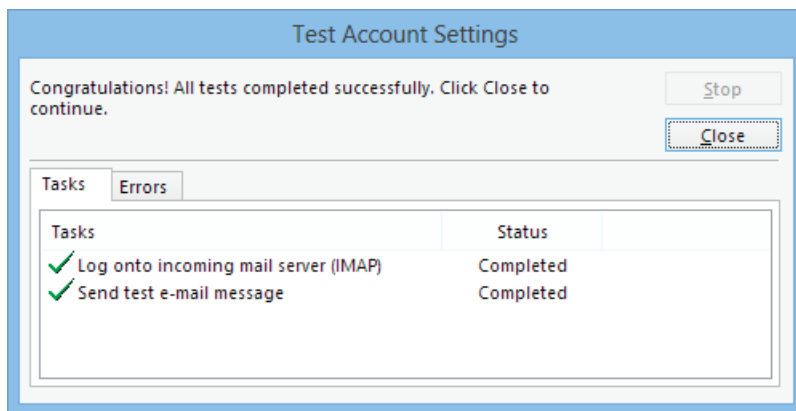 Test Account Settings
Congratulations! All tests completed successfully. Click Close to
continue.
Stop
Close
Tasks Errors
Tasks Status
Log onto incoming mail server (IMAP) Completed
Send test e-mail message Completed